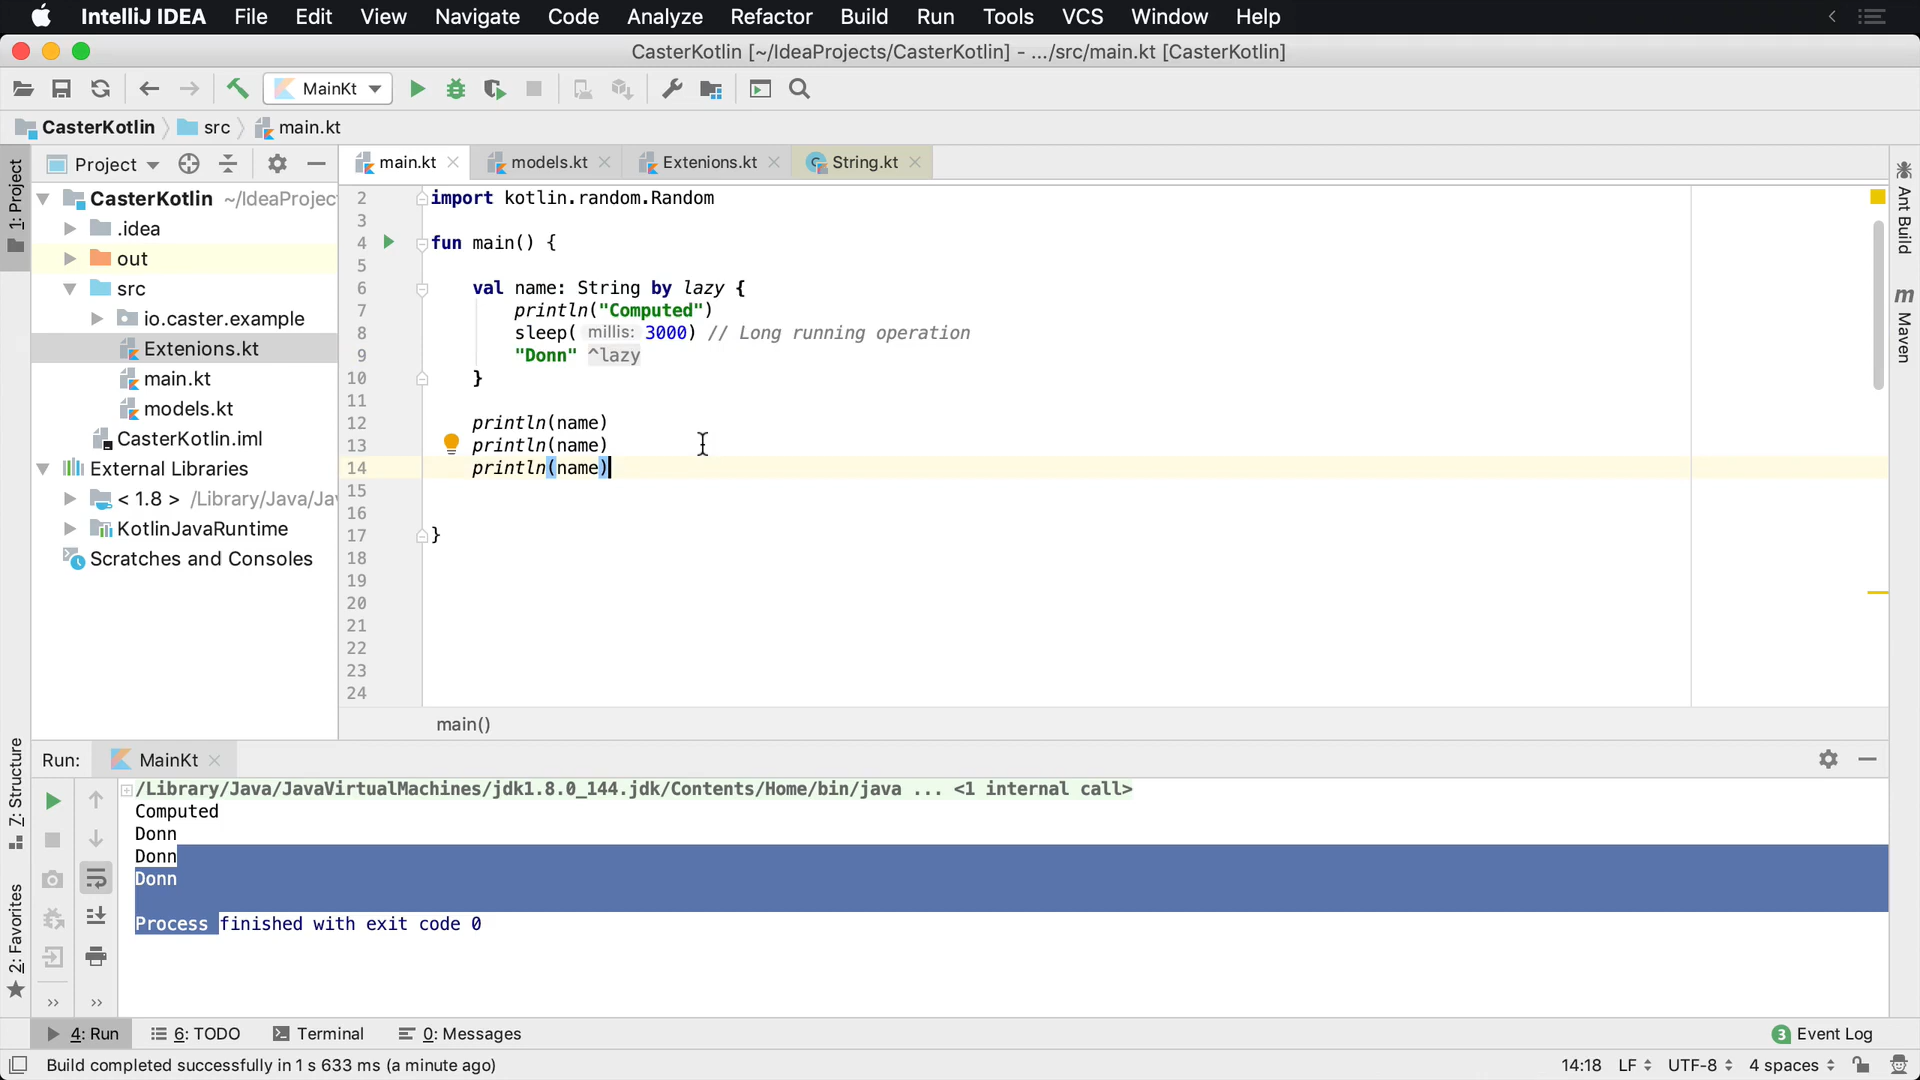 IntelliJ IDEA File Edit View Navigate Code Analyze Refactor Build Run Tools VCS Window Help
CasterKotlin [~/IdeaProjects/CasterKotlin] - .../src/main.kt [CasterKotlin]
MainKt
CasterKotlin src main.kt
1: Project
Project
main.kt models.kt Extenions.kt String.kt
CasterKotlin ~/IdeaProjec
.idea
out
src
io.caster.example
Extenions.kt
main.kt
models.kt
CasterKotlin.iml
External Libraries
< 1.8 > /Library/Java/Ja
KotlinJavaRuntime
Scratches and Consoles
2 import kotlin.random.Random
3
4 fun main() {
5
6 val name: String by lazy {
7 println("Computed")
8 sleep( millis: 3000) // Long running operation
9 "Donn" ^lazy
10 }
11
12 println(name)
13 println(name)
14 println(name)
15
16
17 }
18
19
20
21
22
23
24
main()
Ant Build
m Maven
Z: Structure
2: Favorites
Run: MainKt
/Library/Java/JavaVirtualMachines/jdk1.8.0_144.jdk/Contents/Home/bin/java ... <1 internal call>
Computed
Donn
Donn
Donn
Process finished with exit code 0
4: Run 6: TODO Terminal 0: Messages 3 Event Log
Build completed successfully in 1 s 633 ms (a minute ago) 14:18 LF UTF-8 4 spaces